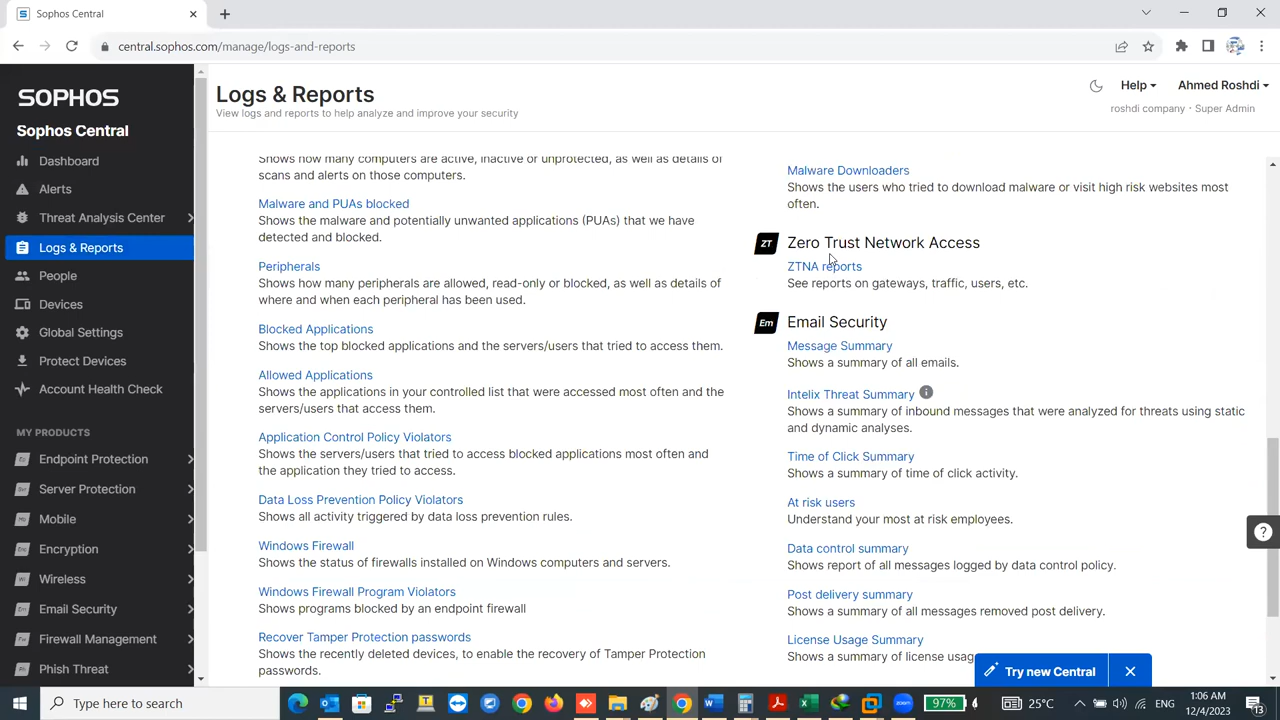 Sophos Central
central.sophos.com/manage/logs-and-reports
SOPHOS
Sophos Central
Dashboard
Alerts
Threat Analysis Center
Logs & Reports
People
Devices
Global Settings
Protect Devices
Account Health Check
MY PRODUCTS
Endpoint Protection
Server Protection
Mobile
Encryption
Wireless
Email Security
Firewall Management
Phish Threat
Logs & Reports
View logs and reports to help analyze and improve your security
Help
Ahmed Roshdi
roshdi company · Super Admin
Shows how many computers are active, inactive or unprotected, as well as details of
scans and alerts on those computers.
Malware and PUAs blocked
Shows the malware and potentially unwanted applications (PUAs) that we have
detected and blocked.
Peripherals
Shows how many peripherals are allowed, read-only or blocked, as well as details of
where and when each peripheral has been used.
Blocked Applications
Shows the top blocked applications and the servers/users that tried to access them.
Allowed Applications
Shows the applications in your controlled list that were accessed most often and the
servers/users that access them.
Application Control Policy Violators
Shows the servers/users that tried to access blocked applications most often and
the application they tried to access.
Data Loss Prevention Policy Violators
Shows all activity triggered by data loss prevention rules.
Windows Firewall
Shows the status of firewalls installed on Windows computers and servers.
Windows Firewall Program Violators
Shows programs blocked by an endpoint firewall
Recover Tamper Protection passwords
Shows the recently deleted devices, to enable the recovery of Tamper Protection
passwords.
Malware Downloaders
Shows the users who tried to download malware or visit high risk websites most
often.
ZT Zero Trust Network Access
ZTNA reports
See reports on gateways, traffic, users, etc.
Em Email Security
Message Summary
Shows a summary of all emails.
Intelix Threat Summary
Shows a summary of inbound messages that were analyzed for threats using static
and dynamic analyses.
Time of Click Summary
Shows a summary of time of click activity.
At risk users
Understand your most at risk employees.
Data control summary
Shows report of all messages logged by data control policy.
Post delivery summary
Shows a summary of all messages removed post delivery.
License Usage Summary
Shows a summary of license usag
Try new Central
Type here to search
97%
25°C
1:06 AM
12/4/2023